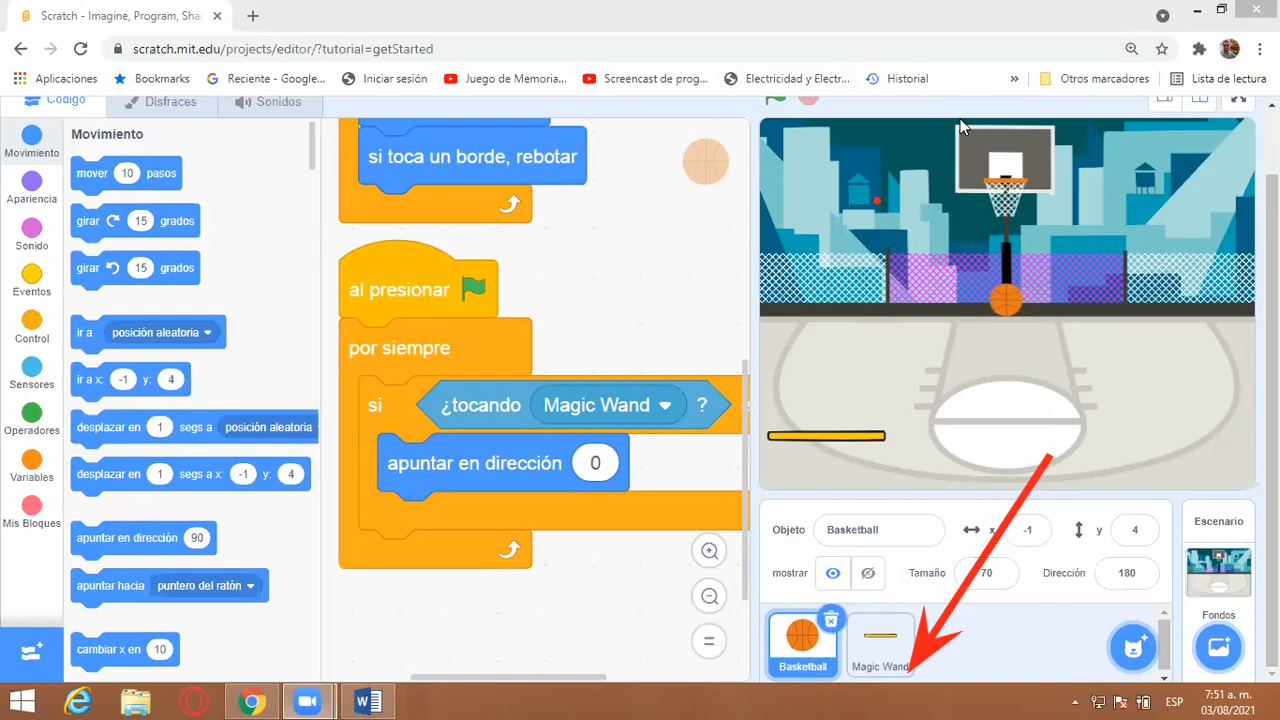 Scratch - Imagine, Program, Sha
scratch.mit.edu/projects/editor/?tutorial=getStarted
Aplicaciones
Bookmarks
Reciente - Google...
Iniciar sesión
Juego de Memoria...
Screencast de prog...
Electricidad y Electr...
Historial
»
Otros marcadores
Lista de lectura
Código
Disfraces
Sonidos
Movimiento
Apariencia
Sonido
Eventos
Control
Sensores
Operadores
Variables
Mis Bloques
Movimiento
mover 10 pasos
girar 15 grados
girar 15 grados
ir a posición aleatoria
ir a x: -1 y: 4
desplazar en 1 segs a posición aleatoria
desplazar en 1 segs a x: -1 y: 4
apuntar en dirección 90
apuntar hacia puntero del ratón
cambiar x en 10
si toca un borde, rebotar
al presionar
por siempre
si ¿tocando Magic Wand ? e
apuntar en dirección 0
Objeto Basketball x -1 y 4
mostrar Tamaño 70 Dirección 180
Basketball
Magic Wand
Escenario
Fondos
ESP
7:51 a. m.
03/08/2021